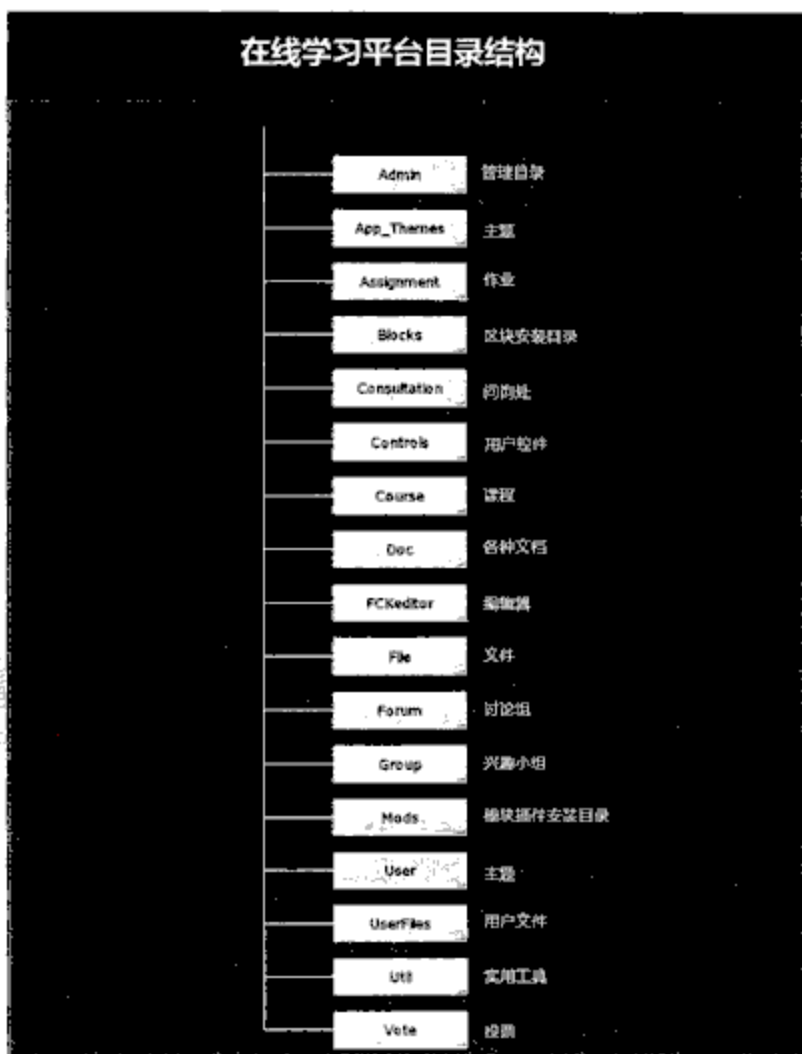 在线学习平台目录结构
Admin 管理目录
App_Themes 主题
Assignment 作业
Blocks 区块安装目录
Consultation 问询处
Controls 用户控件
Course 课程
Doc 各种文档
FCKeditor 编辑器
File 文件
Forum 讨论组
Group 兴趣小组
Mods 模块插件安装目录
User 主题
UserFiles 用户文件
Util 实用工具
Vote 投票